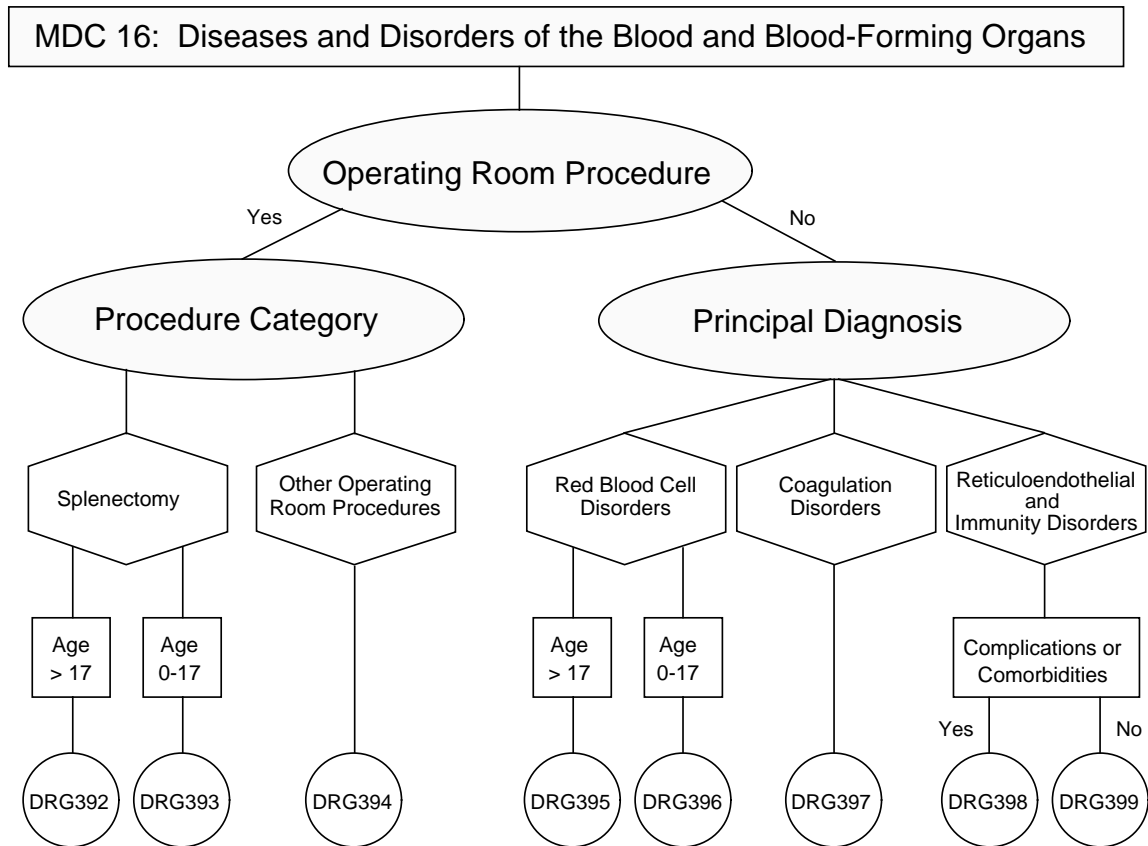 MDC 16:  Diseases and Disorders of the Blood and Blood-Forming Organs
Operating Room Procedure
Yes
No
Procedure Category
Principal Diagnosis
Splenectomy
Other Operating
Room Procedures
Red Blood Cell
Disorders
Coagulation
Disorders
Reticuloendothelial
and
Immunity Disorders
Age
> 17
Age
0-17
Age
> 17
Age
0-17
Complications or
Comorbidities
Yes
No
DRG392
DRG393
DRG394
DRG395
DRG396
DRG397
DRG398
DRG399